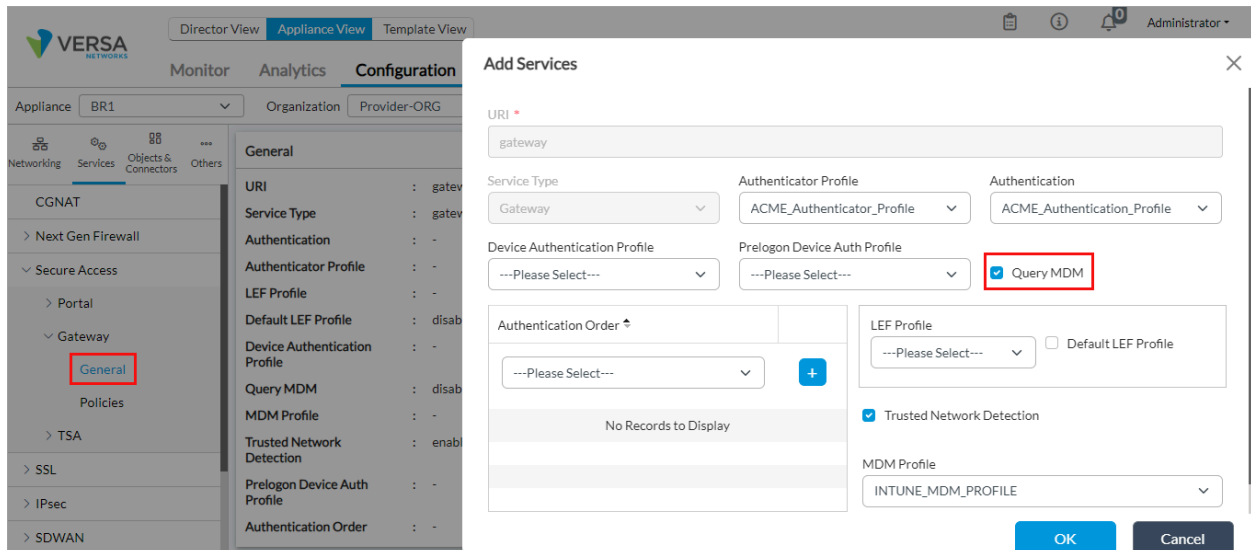 VERSA
NETWORKS
Director View
Appliance View
Template View
0
Administrator
Monitor
Analytics
Configuration
Appliance
BR1
Organization
Provider-ORG
Networking
Services
Objects &
Connectors
Others
CGNAT
> Next Gen Firewall
Secure Access
> Portal
Gateway
General
Policies
> TSA
> SSL
> IPsec
> SDWAN
General
URI : gatew
Service Type : gatew
Authentication : -
Authenticator Profile : -
LEF Profile : -
Default LEF Profile : disab
Device Authentication : -
Profile
Query MDM : disab
MDM Profile : -
Trusted Network : enabl
Detection
Prelogon Device Auth : -
Profile
Authentication Order : -
Add Services
URI *
gateway
Service Type
Authenticator Profile
Authentication
Gateway
ACME_Authenticator_Profile
ACME_Authentication_Profile
Device Authentication Profile
Prelogon Device Auth Profile
---Please Select---
---Please Select---
Query MDM
Authentication Order
---Please Select---
+
No Records to Display
LEF Profile
---Please Select---
Default LEF Profile
Trusted Network Detection
MDM Profile
INTUNE_MDM_PROFILE
OK
Cancel